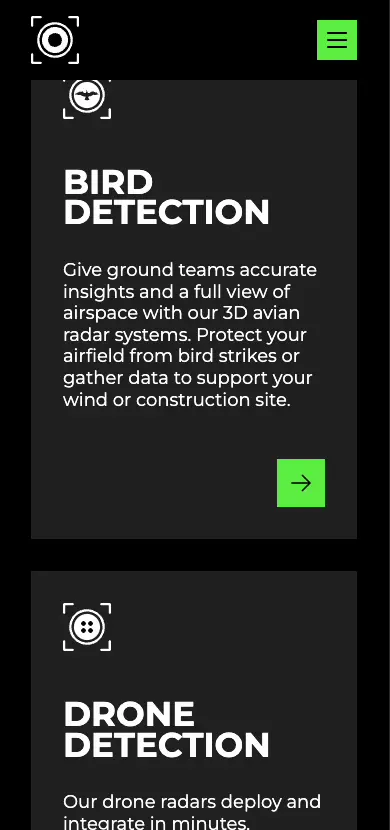 BIRD
DETECTION
Give ground teams accurate
insights and a full view of
airspace with our 3D avian
radar systems. Protect your
airfield from bird strikes or
gather data to support your
wind or construction site.
DRONE
DETECTION
Our drone radars deploy and
integrate in minutes.